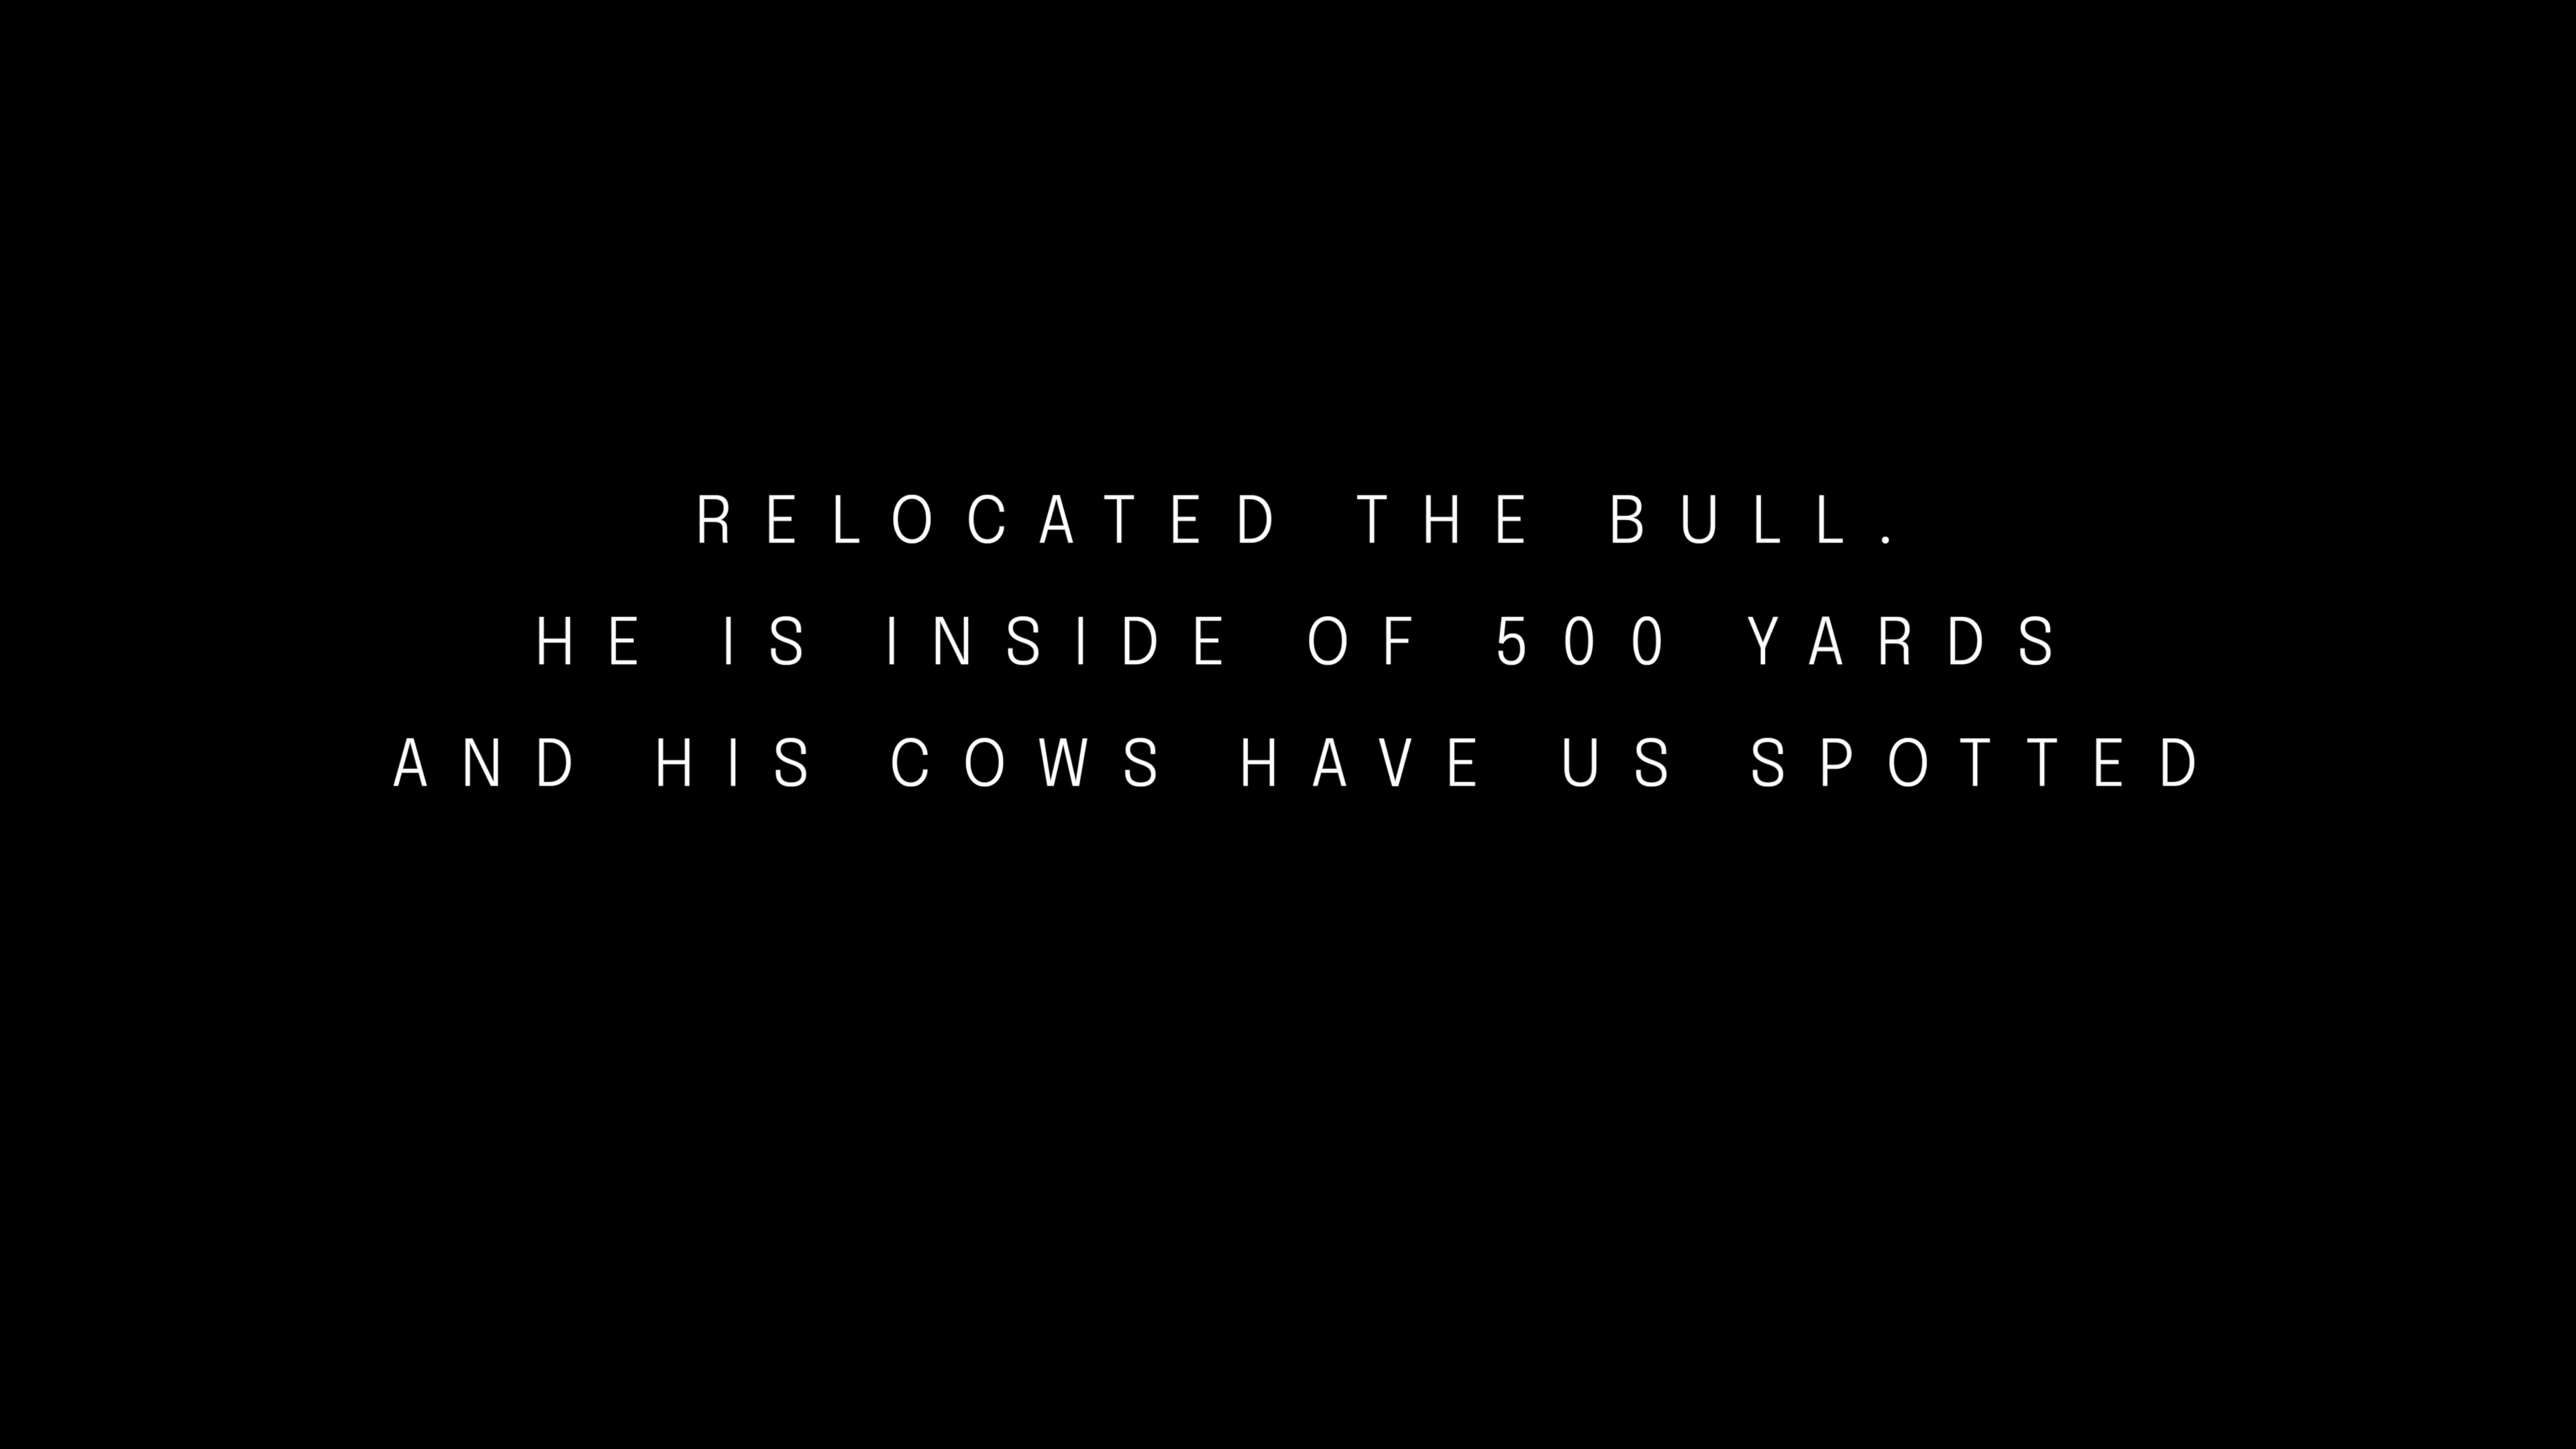 RELOCATED THE BULL.
HE IS INSIDE OF 500 YARDS
AND HIS COWS HAVE US SPOTTED